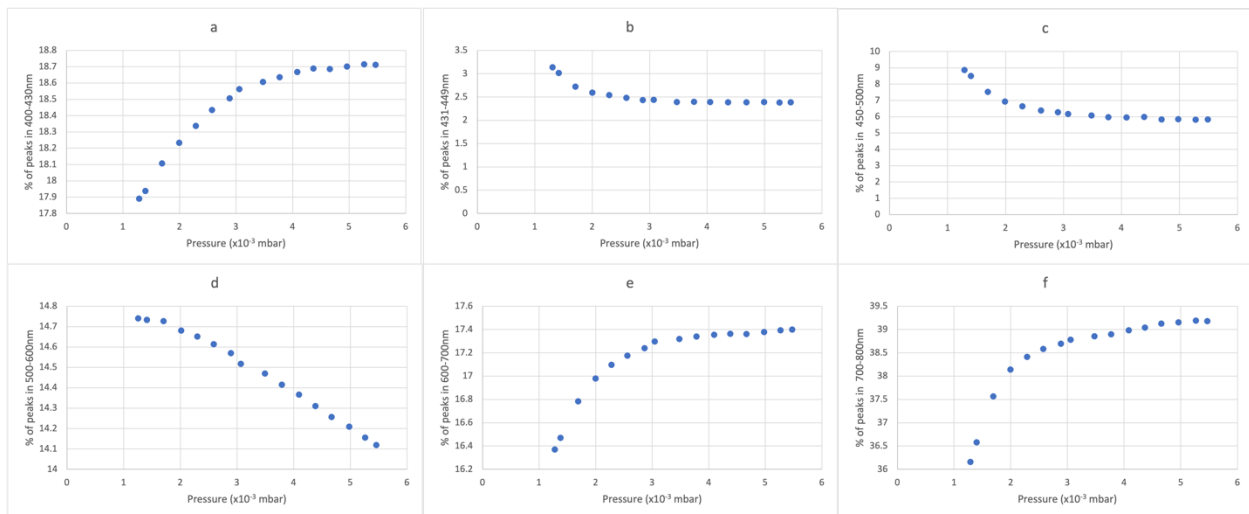 a
% of peaks in 400-430nm
18.8
18.7
18.6
18.5
18.4
18.3
18.2
18.1
18
17.9
17.8
0 1 2 3 4 5 6
Pressure (x10⁻³ mbar)
b
% of peaks in 431-449nm
3.5
3
2.5
2
1.5
1
0.5
0
0 1 2 3 4 5 6
Pressure (x10⁻³ mbar)
c
% of peaks in 450-500nm
10
9
8
7
6
5
4
3
2
1
0
0 1 2 3 4 5 6
Pressure (x10⁻³ mbar)
d
% of peaks in 500-600nm
14.8
14.7
14.6
14.5
14.4
14.3
14.2
14.1
14
0 1 2 3 4 5 6
Pressure (x10⁻³ mbar)
e
% of peaks in 600-700nm
17.6
17.4
17.2
17
16.8
16.6
16.4
16.2
0 1 2 3 4 5 6
Pressure (x10⁻³ mbar)
f
% of peaks in 700-800nm
39.5
39
38.5
38
37.5
37
36.5
36
0 1 2 3 4 5 6
Pressure (x10⁻³ mbar)